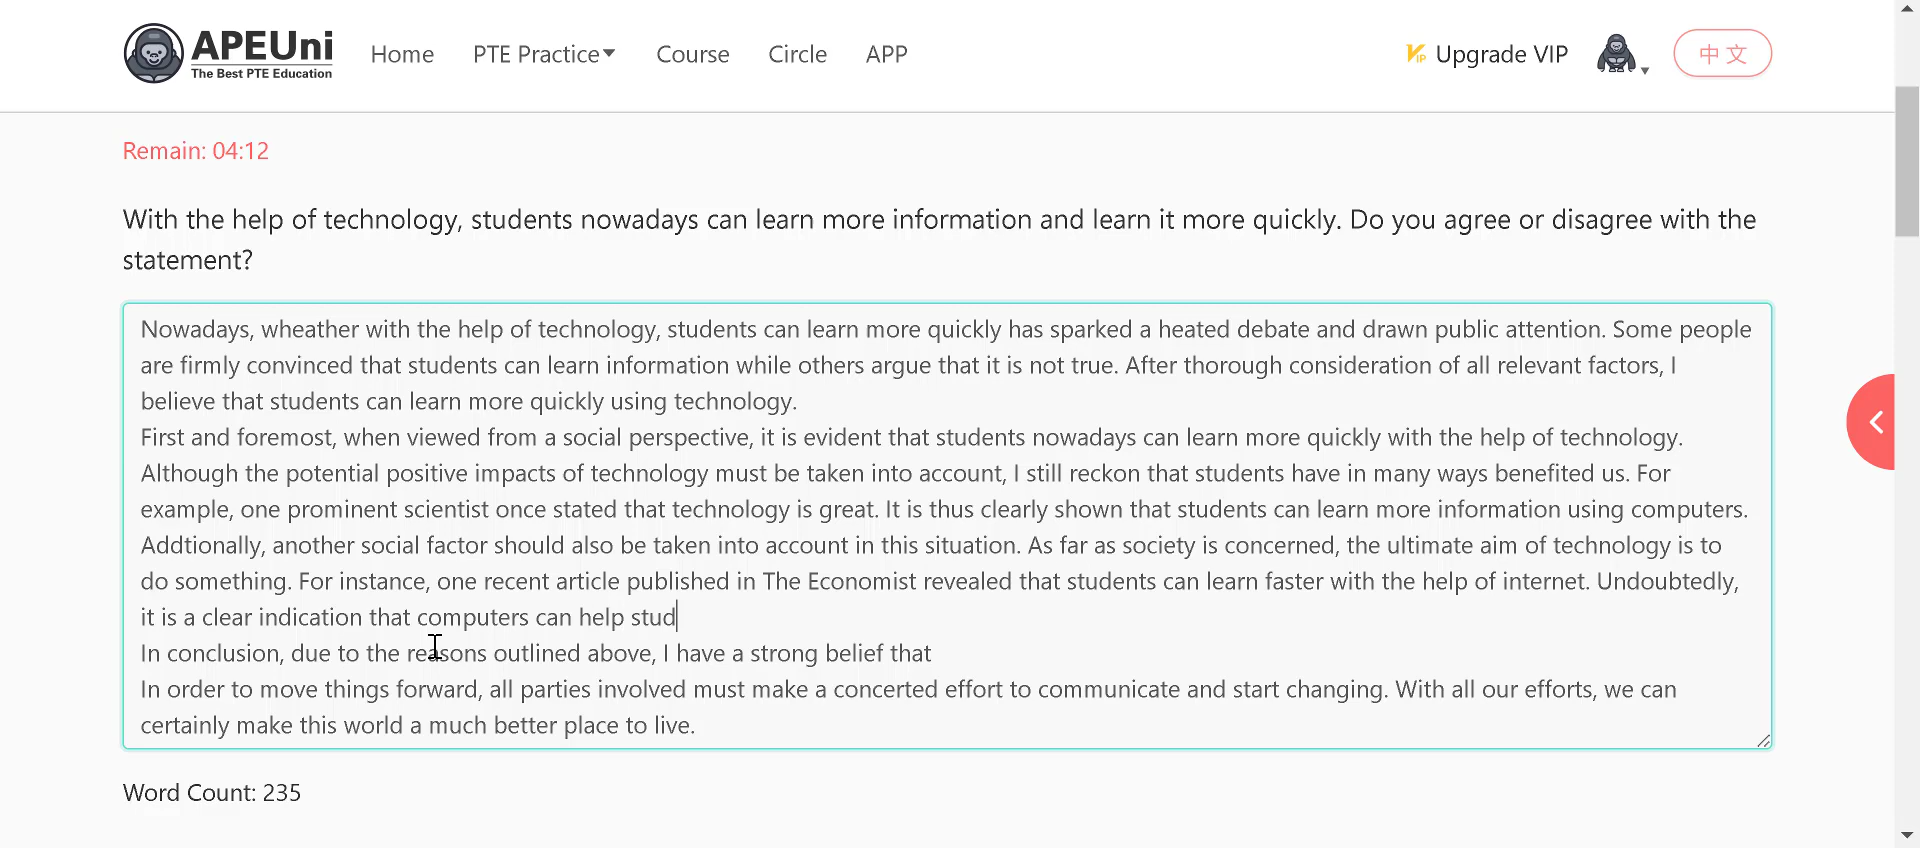 APEUni
The Best PTE Education
Home
PTE Practice
Course
Circle
APP
VIP
Upgrade VIP
中文
Remain: 04:12
With the help of technology, students nowadays can learn more information and learn it more quickly. Do you agree or disagree with the
statement?
Nowadays, wheather with the help of technology, students can learn more quickly has sparked a heated debate and drawn public attention. Some people
are firmly convinced that students can learn information while others argue that it is not true. After thorough consideration of all relevant factors, I
believe that students can learn more quickly using technology.
First and foremost, when viewed from a social perspective, it is evident that students nowadays can learn more quickly with the help of technology.
Although the potential positive impacts of technology must be taken into account, I still reckon that students have in many ways benefited us. For
example, one prominent scientist once stated that technology is great. It is thus clearly shown that students can learn more information using computers.
Addtionally, another social factor should also be taken into account in this situation. As far as society is concerned, the ultimate aim of technology is to
do something. For instance, one recent article published in The Economist revealed that students can learn faster with the help of internet. Undoubtedly,
it is a clear indication that computers can help stud
In conclusion, due to the reasons outlined above, I have a strong belief that
In order to move things forward, all parties involved must make a concerted effort to communicate and start changing. With all our efforts, we can
certainly make this world a much better place to live.
Word Count: 235